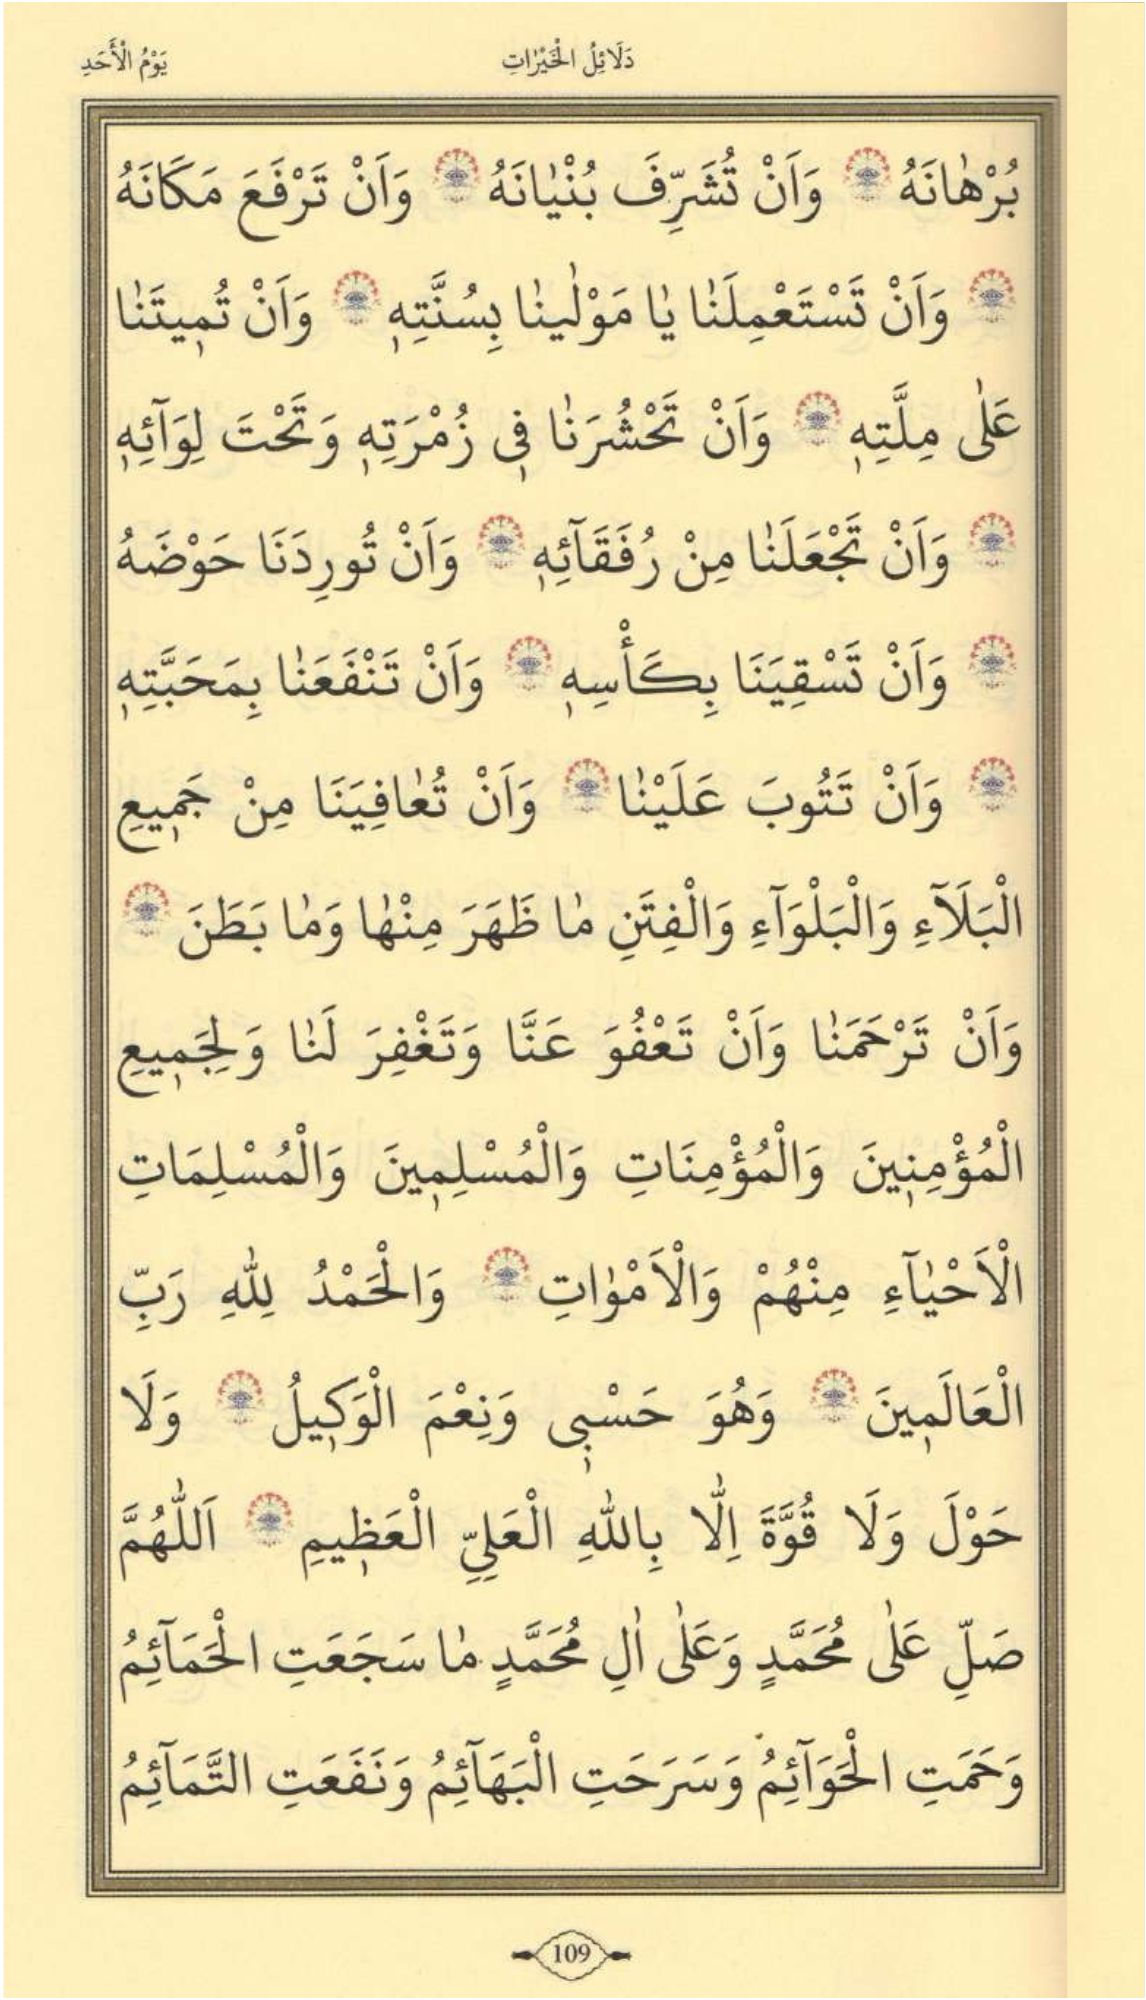 دَلَائِلُ الْخَيْرَاتِ يَوْمُ الْأَحَدِ
بُرْهَانَهُ وَاَنْ تُشَرِّفَ بُنْيَانَهُ وَاَنْ تَرْفَعَ مَكَانَهُ
وَاَنْ تَسْتَعْمِلَنَا يَا مَوْلٰينَا بِسُنَّتِهٖ وَاَنْ تُمٖيتَنَا
عَلٰى مِلَّتِهٖ وَاَنْ تَحْشُرَنَا فٖى زُمْرَتِهٖ وَتَحْتَ لِوَآئِهٖ
وَاَنْ تَجْعَلَنَا مِنْ رُفَقَآئِهٖ وَاَنْ تُورِدَنَا حَوْضَهُ
وَاَنْ تَسْقِيَنَا بِكَأْسِهٖ وَاَنْ تَنْفَعَنَا بِمَحَبَّتِهٖ
وَاَنْ تَتُوبَ عَلَيْنَا وَاَنْ تُعَافِيَنَا مِنْ جَمٖيعِ
الْبَلَآءِ وَالْبَلْوَآءِ وَالْفِتَنِ مَا ظَهَرَ مِنْهَا وَمَا بَطَنَ
وَاَنْ تَرْحَمَنَا وَاَنْ تَعْفُوَ عَنَّا وَتَغْفِرَ لَنَا وَلِجَمٖيعِ
الْمُؤْمِنٖينَ وَالْمُؤْمِنَاتِ وَالْمُسْلِمٖينَ وَالْمُسْلِمَاتِ
الْاَحْيَآءِ مِنْهُمْ وَالْاَمْوَاتِ وَالْحَمْدُ لِلّٰهِ رَبِّ
الْعَالَمٖينَ وَهُوَ حَسْبٖى وَنِعْمَ الْوَكٖيلُ وَلَا
حَوْلَ وَلَا قُوَّةَ اِلَّا بِاللّٰهِ الْعَلِيِّ الْعَظٖيمِ اَللّٰهُمَّ
صَلِّ عَلٰى مُحَمَّدٍ وَعَلٰى اٰلِ مُحَمَّدٍ مَا سَجَعَتِ الْحَمَآئِمُ
وَحَمَتِ الْحَوَآئِمُ وَسَرَحَتِ الْبَهَآئِمُ وَنَفَعَتِ التَّمَآئِمُ
109